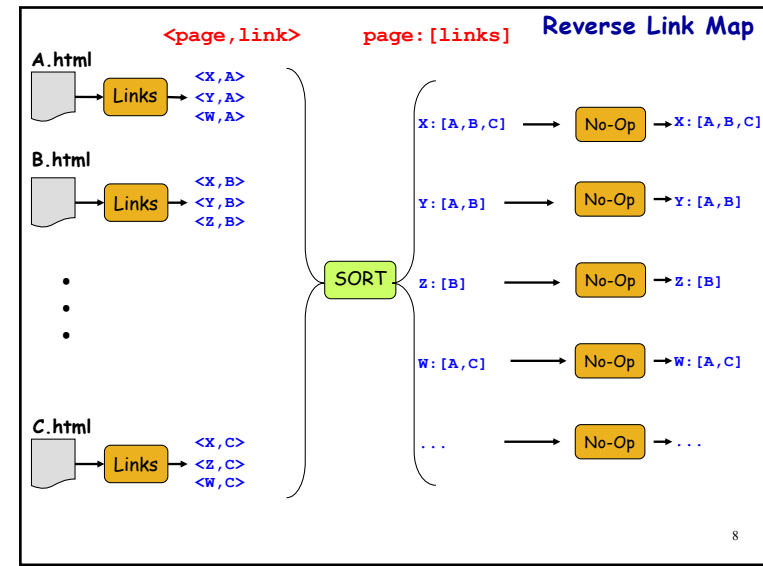 Reverse Link Map
<page,link>
page:[links]
A.html
Links
<X,A>
<Y,A>
<W,A>
B.html
Links
<X,B>
<Y,B>
<Z,B>
C.html
Links
<X,C>
<Z,C>
<W,C>
SORT
X:[A,B,C]
No-Op
X:[A,B,C]
Y:[A,B]
No-Op
Y:[A,B]
Z:[B]
No-Op
Z:[B]
W:[A,C]
No-Op
W:[A,C]
...
No-Op
...
8